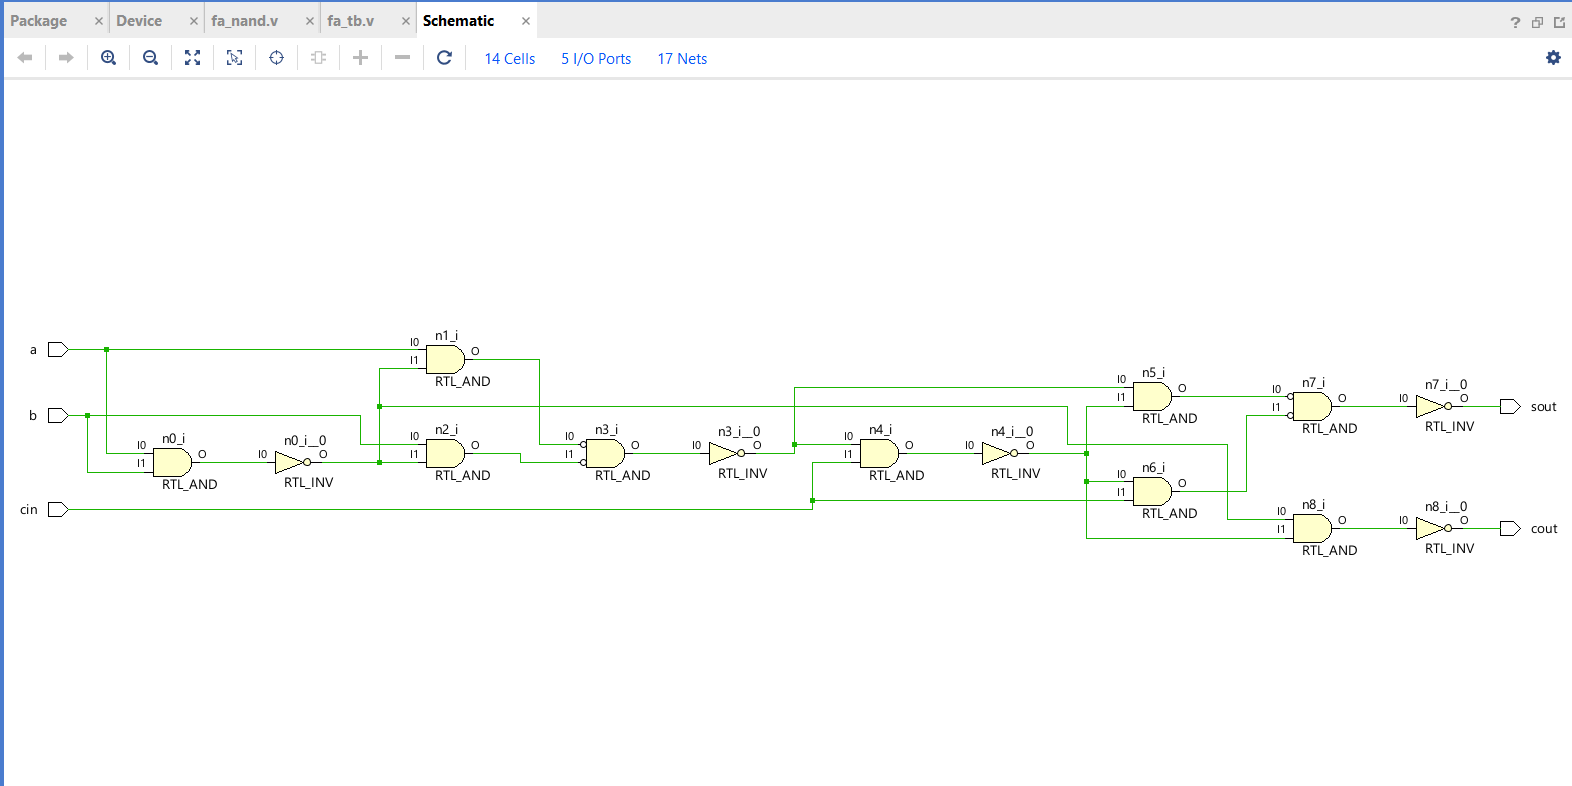 Package × Device × fa_nand.v × fa_tb.v × Schematic ×
?
14 Cells 5 I/O Ports 17 Nets
a
b
cin
I0
I1
n0_i
O
RTL_AND
I0
n0_i__0
O
RTL_INV
I0
I1
n1_i
O
RTL_AND
I0
I1
n2_i
O
RTL_AND
I0
I1
n3_i
O
RTL_AND
I0
n3_i__0
O
RTL_INV
I0
I1
n4_i
O
RTL_AND
I0
n4_i__0
O
RTL_INV
I0
I1
n5_i
O
RTL_AND
I0
I1
n6_i
O
RTL_AND
I0
I1
n7_i
O
RTL_AND
I0
n7_i__0
O
RTL_INV
sout
I0
I1
n8_i
O
RTL_AND
I0
n8_i__0
O
RTL_INV
cout